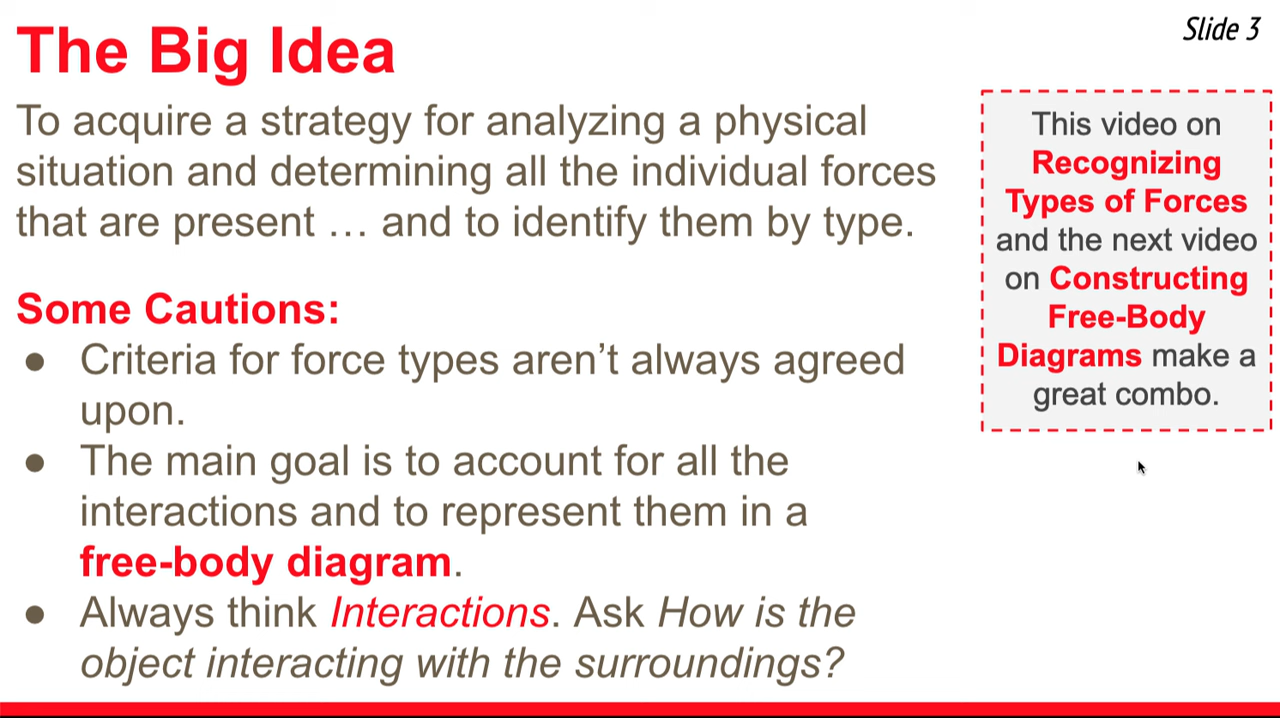 The Big Idea
Slide 3
To acquire a strategy for analyzing a physical
situation and determining all the individual forces
that are present … and to identify them by type.
Some Cautions:
● Criteria for force types aren’t always agreed
upon.
● The main goal is to account for all the
interactions and to represent them in a
free-body diagram.
● Always think Interactions. Ask How is the
object interacting with the surroundings?
This video on
Recognizing
Types of Forces
and the next video
on Constructing
Free-Body
Diagrams make a
great combo.